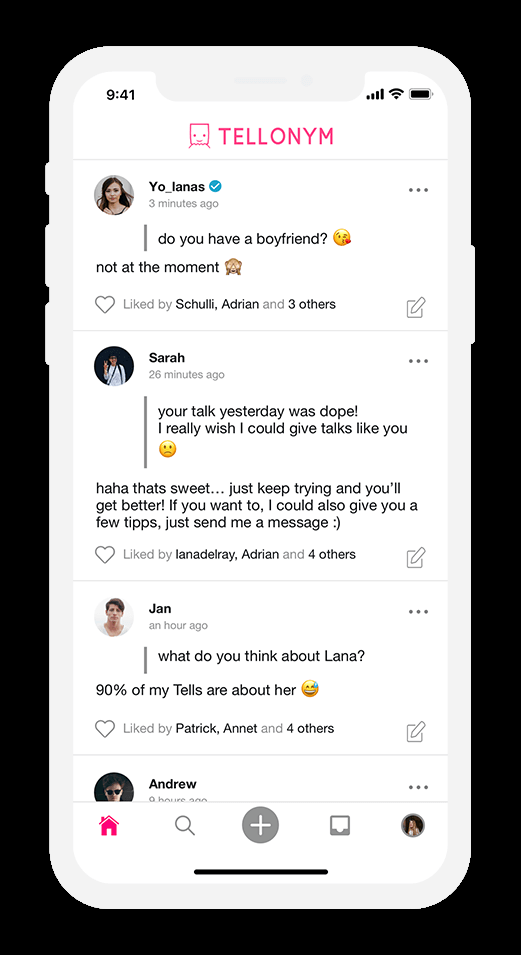 9:41
TELLONYM
Yo_lanas
3 minutes ago
do you have a boyfriend? 😘
not at the moment 🙈
Liked by Schulli, Adrian and 3 others
Sarah
26 minutes ago
your talk yesterday was dope!
I really wish I could give talks like you
🙁
haha thats sweet... just keep trying and you'll
get better! If you want to, I could also give you a
few tipps, just send me a message :)
Liked by lanadelray, Adrian and 4 others
Jan
an hour ago
what do you think about Lana?
90% of my Tells are about her 😅
Liked by Patrick, Annet and 4 others
Andrew
9 hours ago